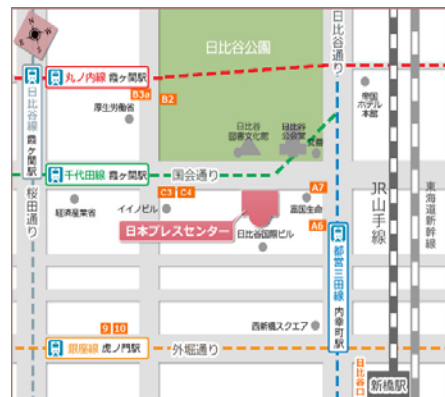 日比谷公園
日比谷通り
丸ノ内線 霞ヶ関駅
B3a
B2
厚生労働省
帝国
ホテル
本館
日比谷線 霞ヶ関駅
日比谷
図書文化館
日比谷
公会堂
千代田線 霞ヶ関駅
国会通り
桜田通り
C3
C4
A7
経済産業省
イイノビル
富国生命
日本プレスセンター
日比谷国際ビル
A6
都営三田線 内幸町駅
JR山手線
東海道新幹線
9
10
西新橋スクエア
銀座線 虎ノ門駅
外堀通り
日比谷口
新橋駅